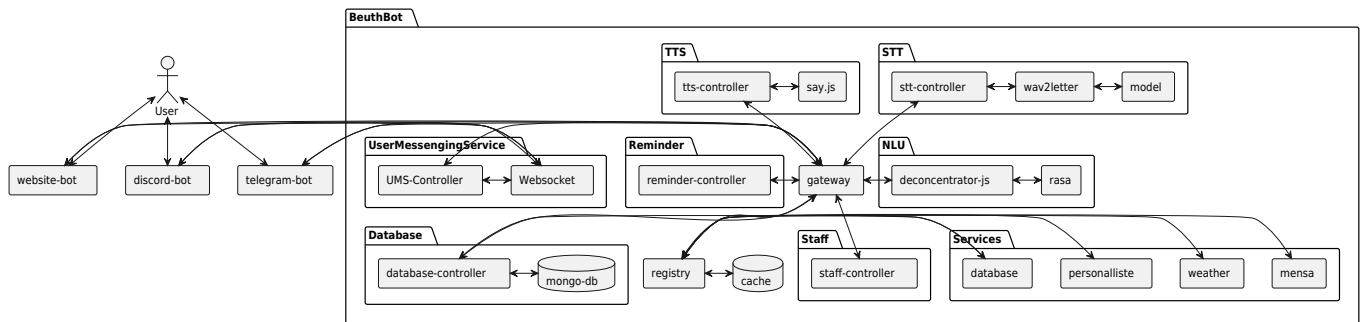 BeuthBot
TTS
STT
tts-controller
say.js
stt-controller
wav2letter
model
User
UserMessengingService
Reminder
NLU
website-bot
discord-bot
telegram-bot
UMS-Controller
Websocket
reminder-controller
gateway
deconcentrator-js
rasa
Database
Staff
Services
database-controller
mongo-db
registry
cache
staff-controller
database
personalliste
weather
mensa